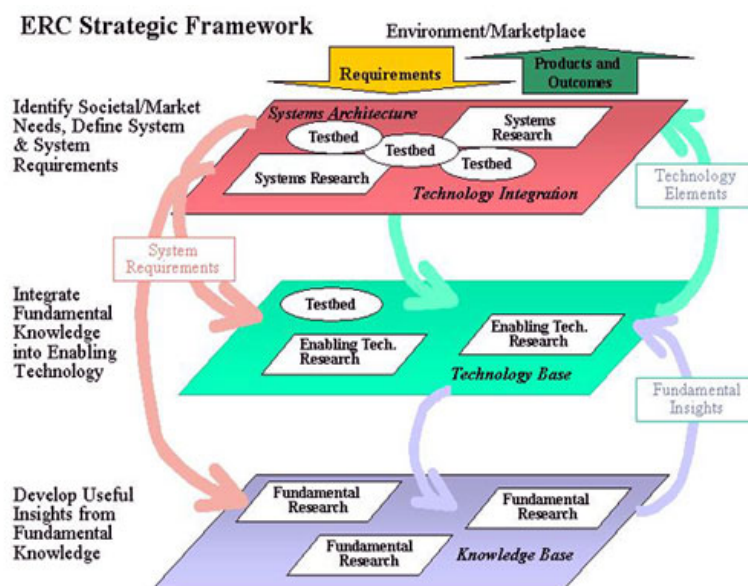 ERC Strategic Framework
Environment/Marketplace
Requirements
Products and
Outcomes
Identify Societal/Market
Needs, Define System
& System
Requirements
Systems Architecture
Testbed
Systems
Research
Testbed
Testbed
Systems Research
Technology Integration
Technology
Elements
System
Requirements
Integrate
Fundamental
Knowledge
into Enabling
Technology
Testbed
Enabling Tech.
Research
Enabling Tech.
Research
Technology Base
Fundamental
Insights
Develop Useful
Insights from
Fundamental
Knowledge
Fundamental
Research
Fundamental
Research
Fundamental
Research
Knowledge Base